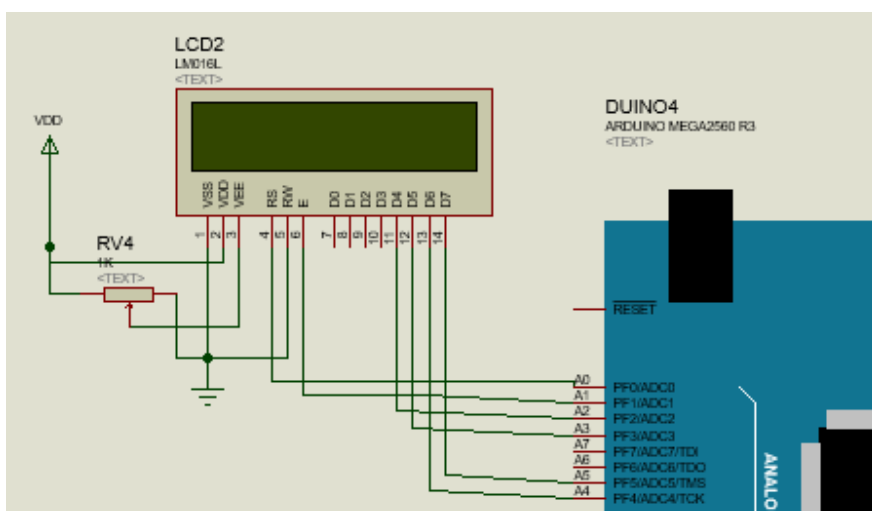 LCD2
LM016L
<TEXT>
VDD
DUINO4
ARDUINO MEGA2560 R3
<TEXT>
VSS VDD VEE RS RW E D0 D1 D2 D3 D4 D5 D6 D7
1 2 3 4 5 6 7 8 9 10 11 12 13 14
RV4
1K
<TEXT>
RESET
A0 PF0/ADC0
A1 PF1/ADC1
A2 PF2/ADC2
A3 PF3/ADC3
A7 PF7/ADC7/TDI
A6 PF6/ADC6/TDO
A5 PF5/ADC5/TMS
A4 PF4/ADC4/TCK